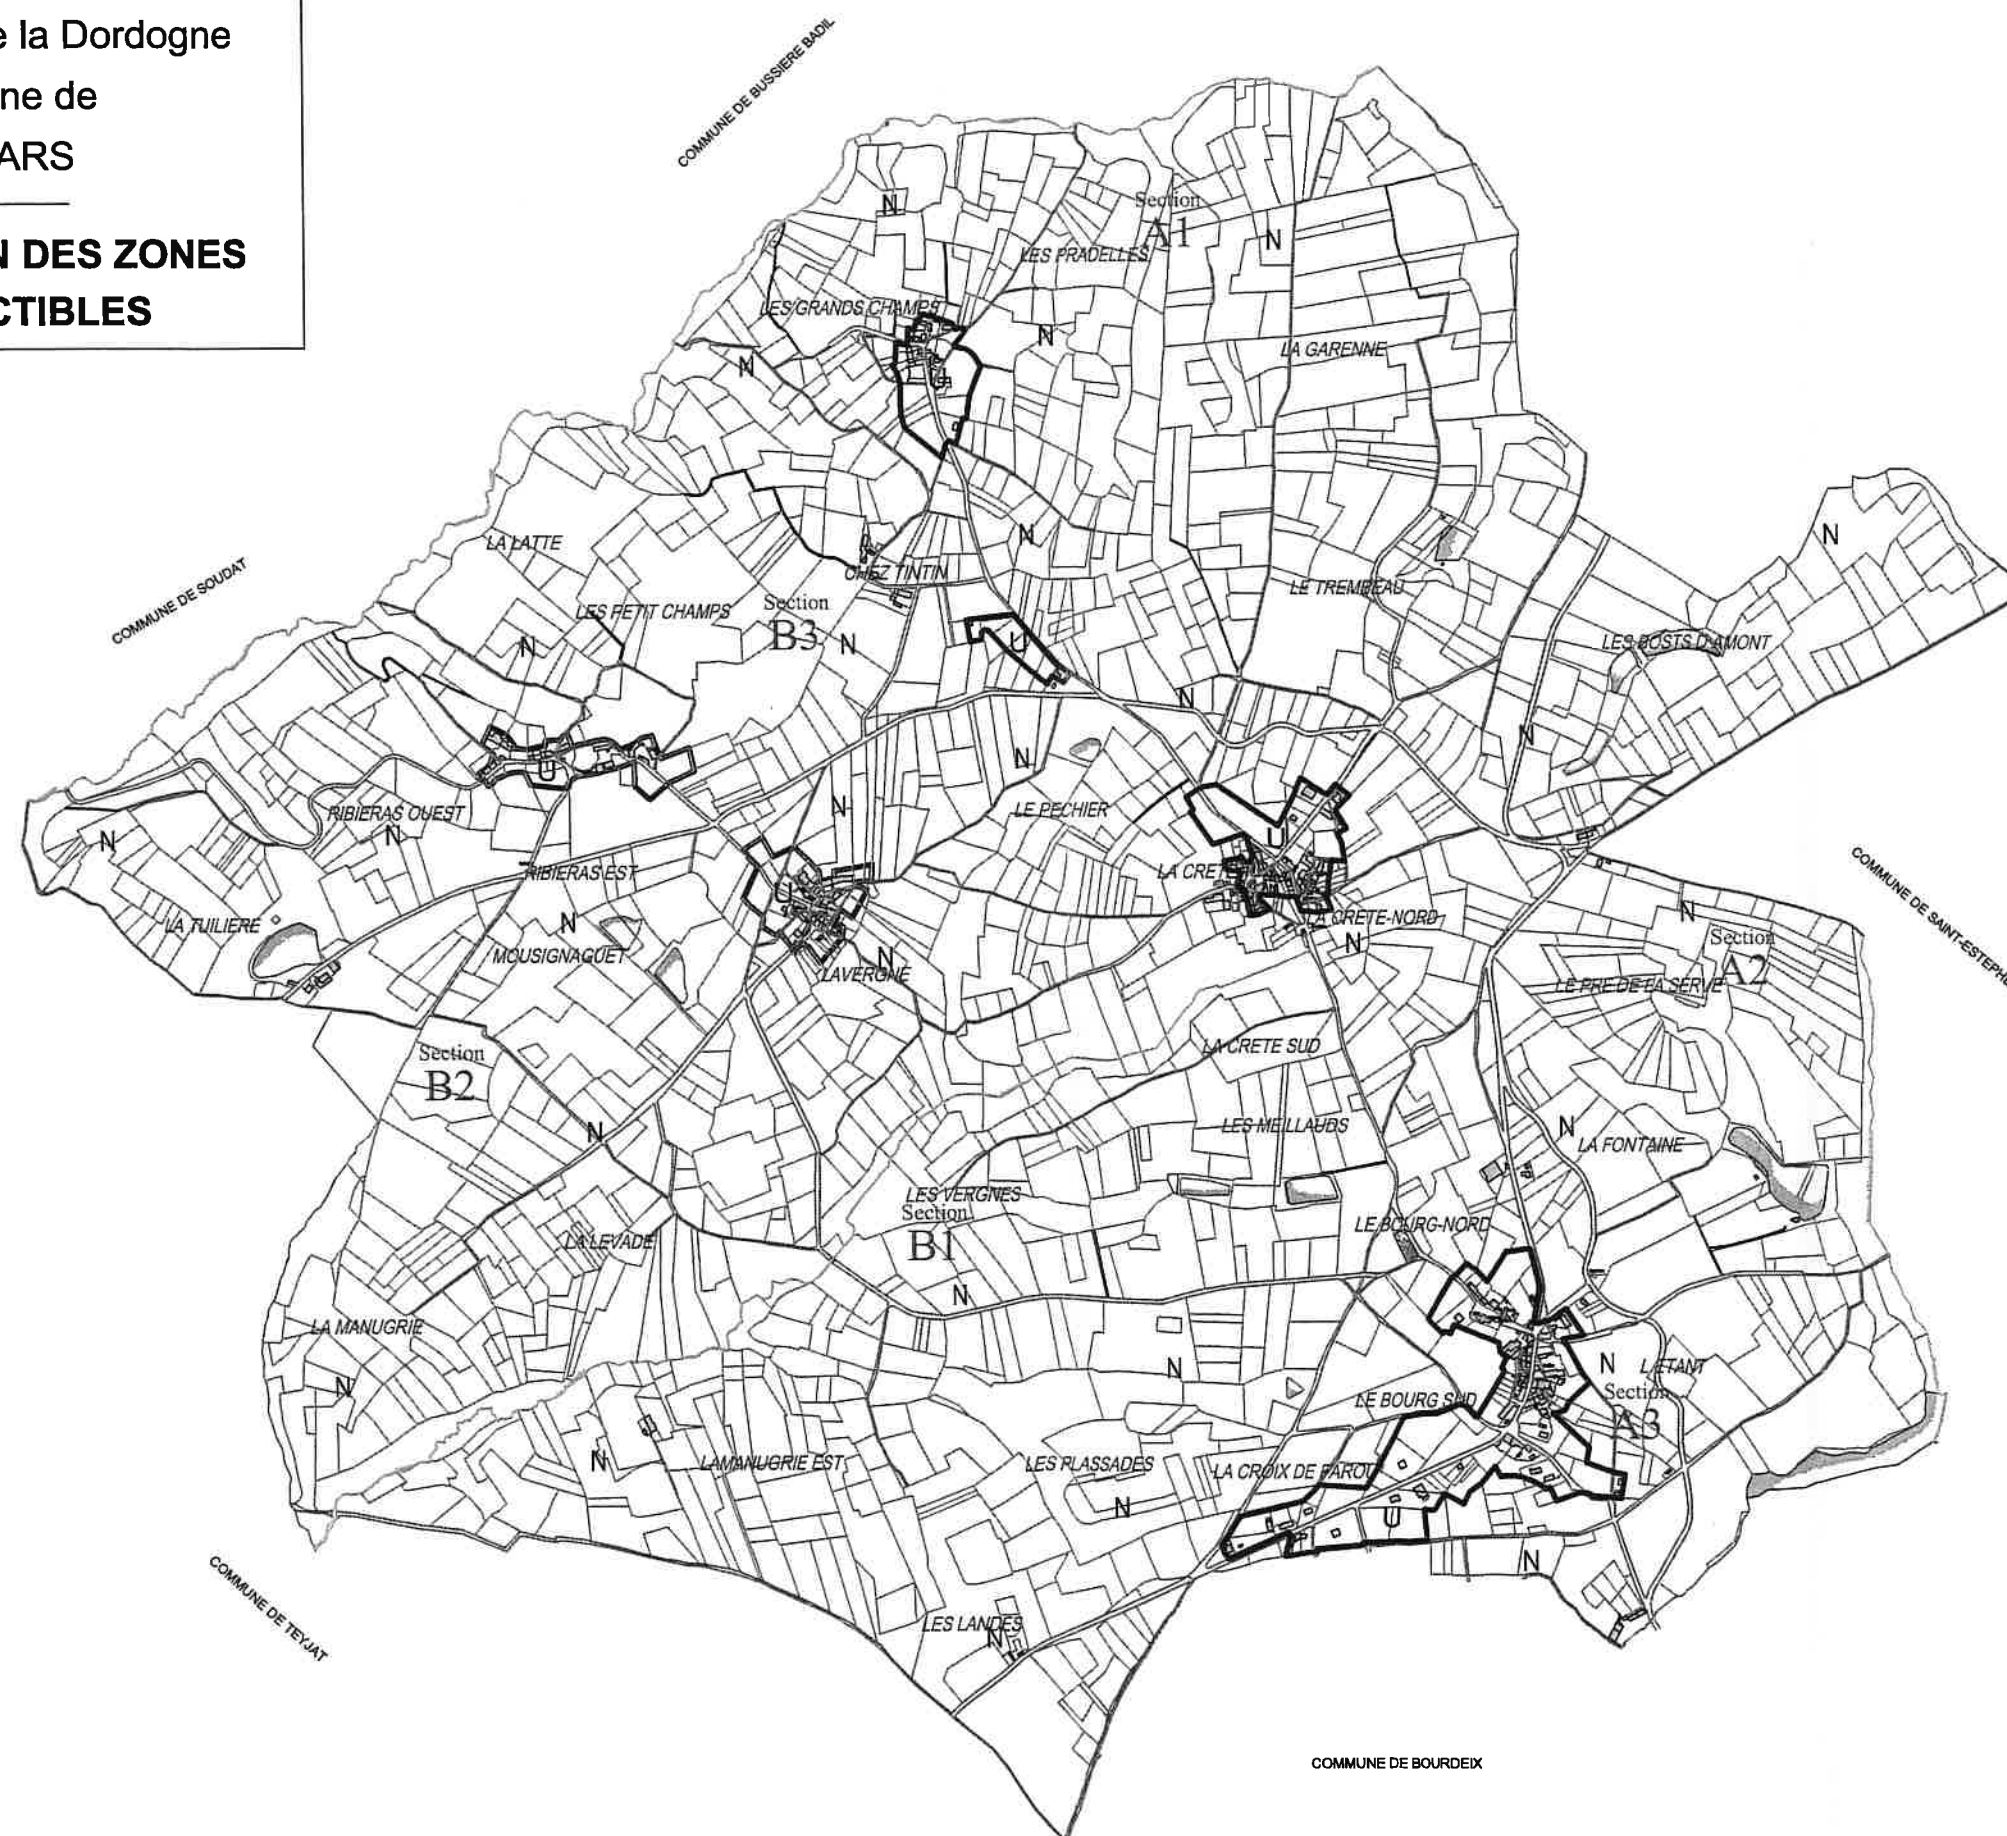 e la Dordogne
ne de
ARS
N DES ZONES
CTIBLES
COMMUNE DE BUSSIERE BADIL
N
Section
A1
N
LES PRADELLES
LES GRANDS CHAMPS
N
LA GARENNE
N
U
N
N
LA LATTE
CHEZ TINTIN
LE TREMBEAU
COMMUNE DE SOUDAT
LES PETIT CHAMPS
Section
B3
N
N
U
LES BOSTS D'AMONT
N
N
N
U
RIBIERAS OUEST
N
N
N
LE PECHIER
U
RIBIERAS EST
LA CRETE
COMMUNE DE SAINT-ESTEPHE
U
LA TUILIERE
N
MOUSIGNAGUET
N
LAVERGNE
LA CRETE-NORD
N
N
Section
A2
LE PRE DE LA SERVE
Section
B2
LA CRETE SUD
N
LES MEILLAUDS
N
LA FONTAINE
LES VERGNES
Section
B1
LE BOURG-NORD
LA LEVADE
N
LA MANUGRIE
N
N
N
L'ETANT
Section
A3
LE BOURG SUD
N
LAMANUGRIE EST
LES PLASSADES
LA CROIX DE FAROU
N
U
N
COMMUNE DE TEYJAT
LES LANDES
N
COMMUNE DE BOURDEIX